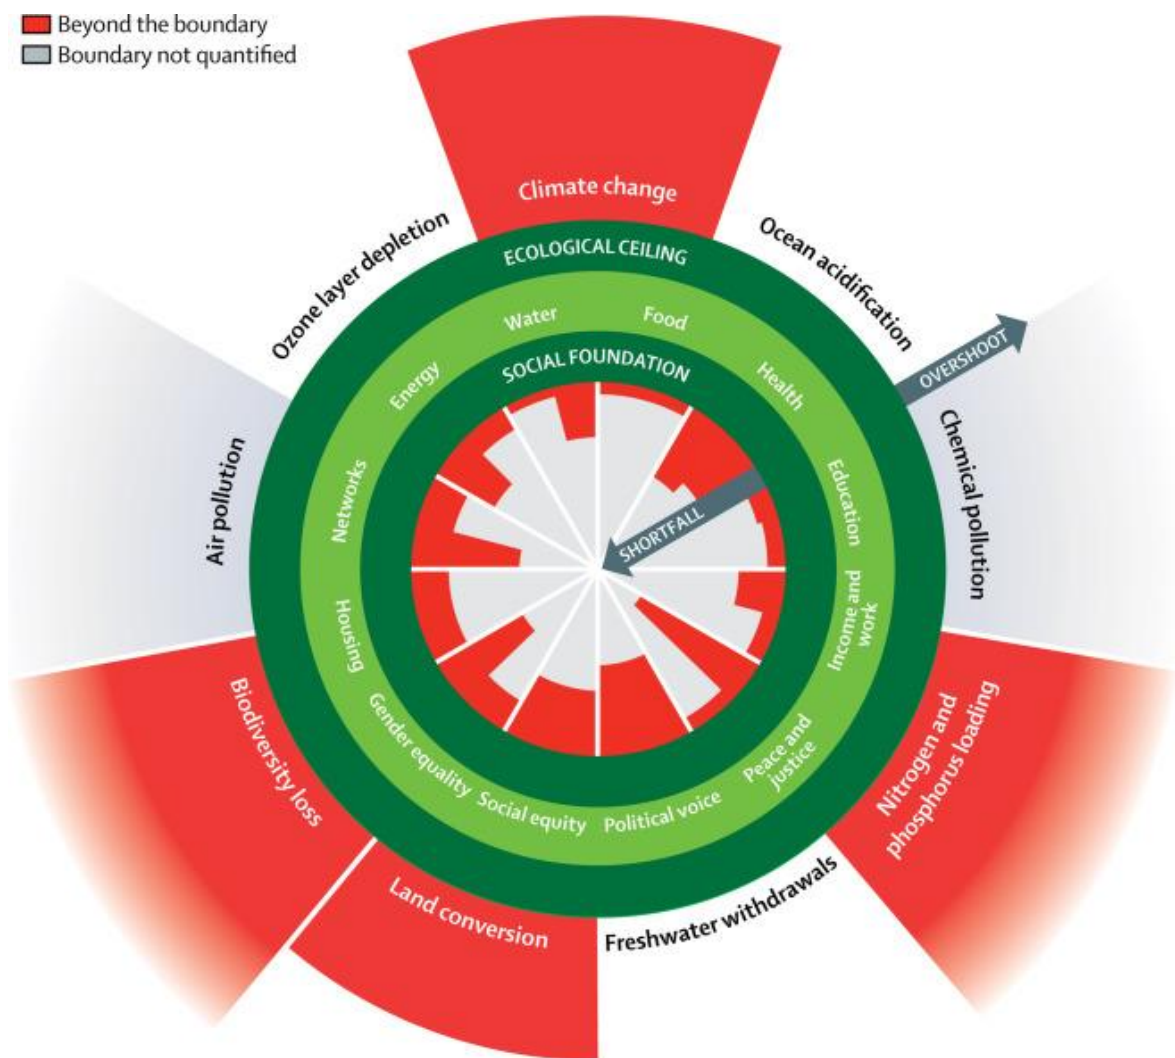 Beyond the boundary
Boundary not quantified
Climate change
Ocean acidification
Chemical pollution
Nitrogen and
phosphorus loading
Freshwater withdrawals
Land conversion
Biodiversity loss
Air pollution
Ozone layer depletion
OVERSHOOT
ECOLOGICAL CEILING
Water
Food
Health
Education
Income and
work
Peace and
justice
Political voice
Social equity
Gender equality
Housing
Networks
Energy
SOCIAL FOUNDATION
SHORTFALL